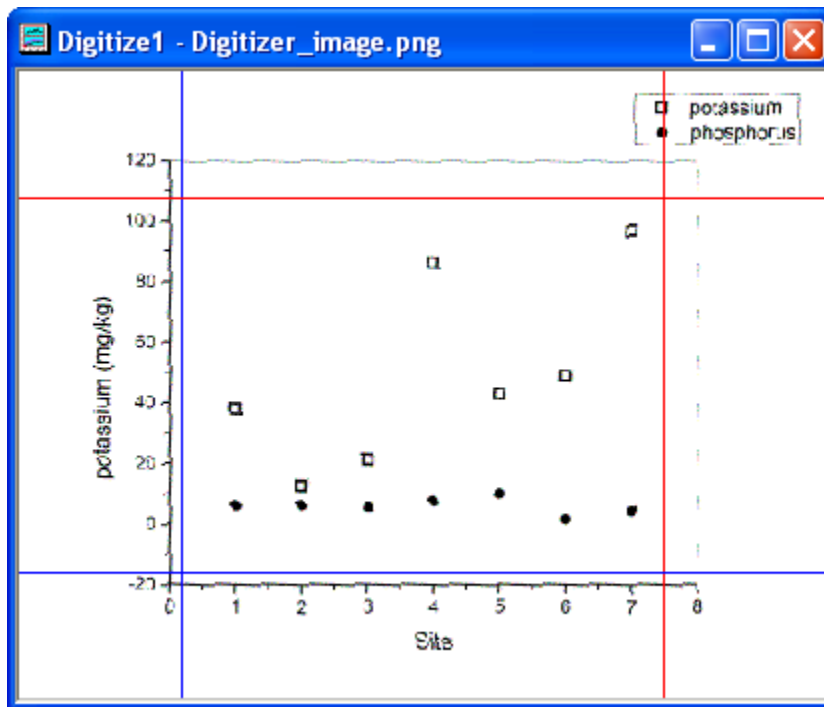 Digitize1 - Digitizer_image.png
potassium
phosphorus
120
100
80
60
40
20
0
-20
potassium (mg/kg)
0 1 2 3 4 5 6 7 8
Site